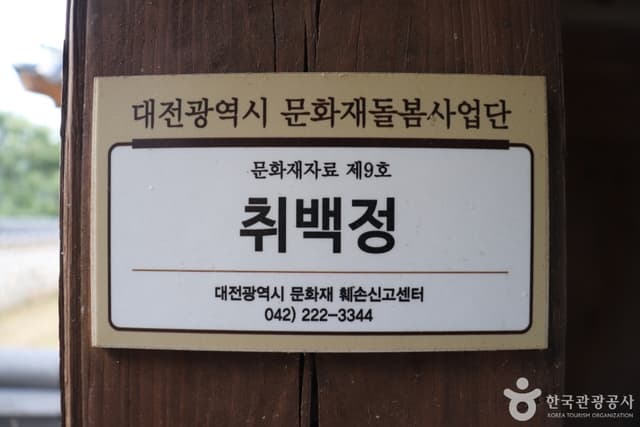 대전광역시 문화재돌봄사업단
문화재자료 제9호
취백정
대전광역시 문화재 훼손신고센터
042) 222-3344
한국관광공사
KOREA TOURISM ORGANIZATION